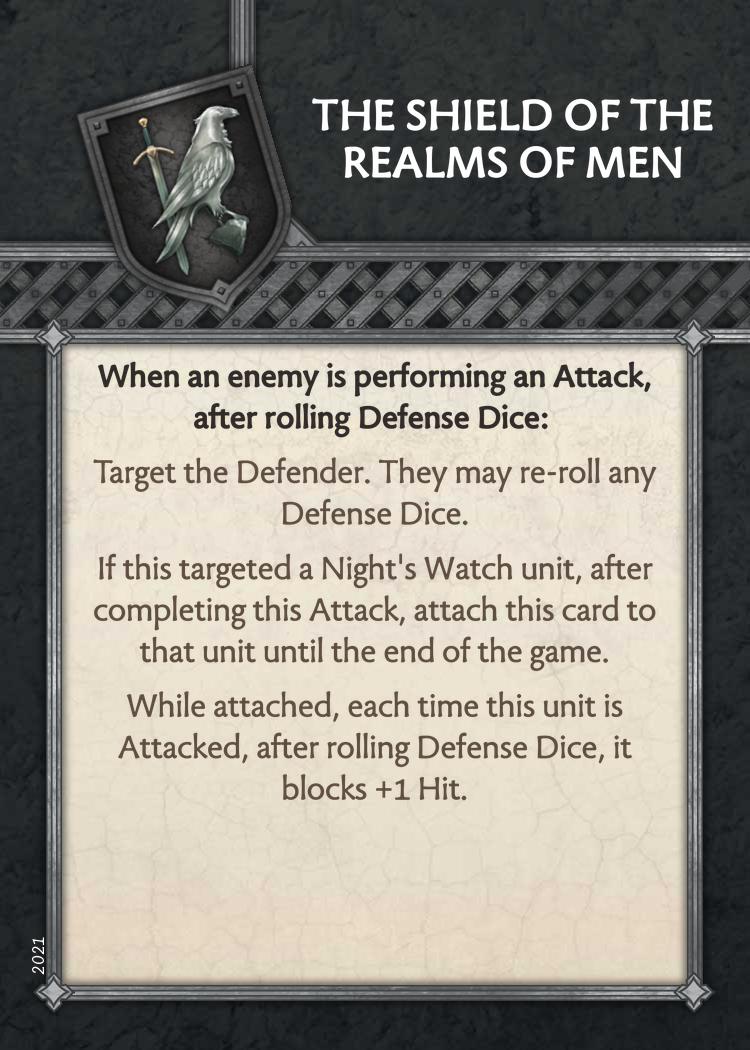 THE SHIELD OF THE
REALMS OF MEN
When an enemy is performing an Attack,
after rolling Defense Dice:
Target the Defender. They may re-roll any
Defense Dice.
If this targeted a Night's Watch unit, after
completing this Attack, attach this card to
that unit until the end of the game.
While attached, each time this unit is
Attacked, after rolling Defense Dice, it
blocks +1 Hit.
2021